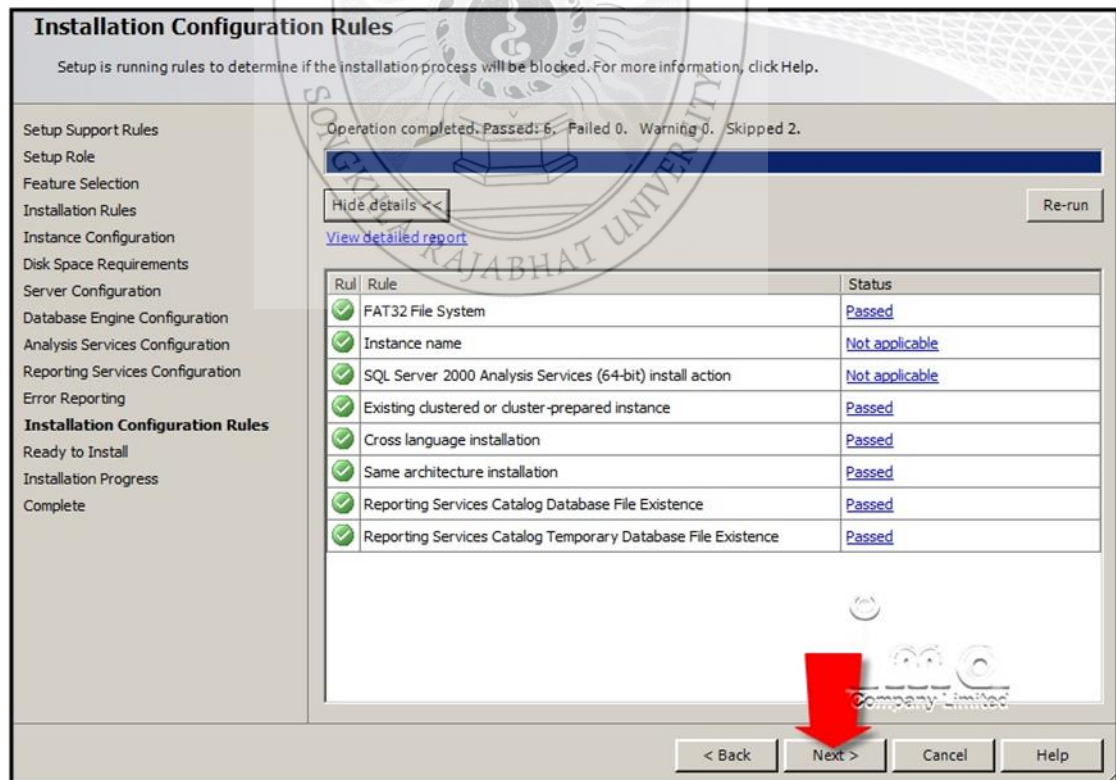 Installation Configuration Rules
Setup is running rules to determine if the installation process will be blocked. For more information, click Help.
Setup Support Rules
Setup Role
Feature Selection
Installation Rules
Instance Configuration
Disk Space Requirements
Server Configuration
Database Engine Configuration
Analysis Services Configuration
Reporting Services Configuration
Error Reporting
Installation Configuration Rules
Ready to Install
Installation Progress
Complete
Operation completed. Passed: 6. Failed 0. Warning 0. Skipped 2.
Hide details <<
Re-run
View detailed report
Rul Rule Status
FAT32 File System Passed
Instance name Not applicable
SQL Server 2000 Analysis Services (64-bit) install action Not applicable
Existing clustered or cluster-prepared instance Passed
Cross language installation Passed
Same architecture installation Passed
Reporting Services Catalog Database File Existence Passed
Reporting Services Catalog Temporary Database File Existence Passed
SONGKHLA RAJABHAT UNIVERSITY
Company Limited
< Back
Next >
Cancel
Help